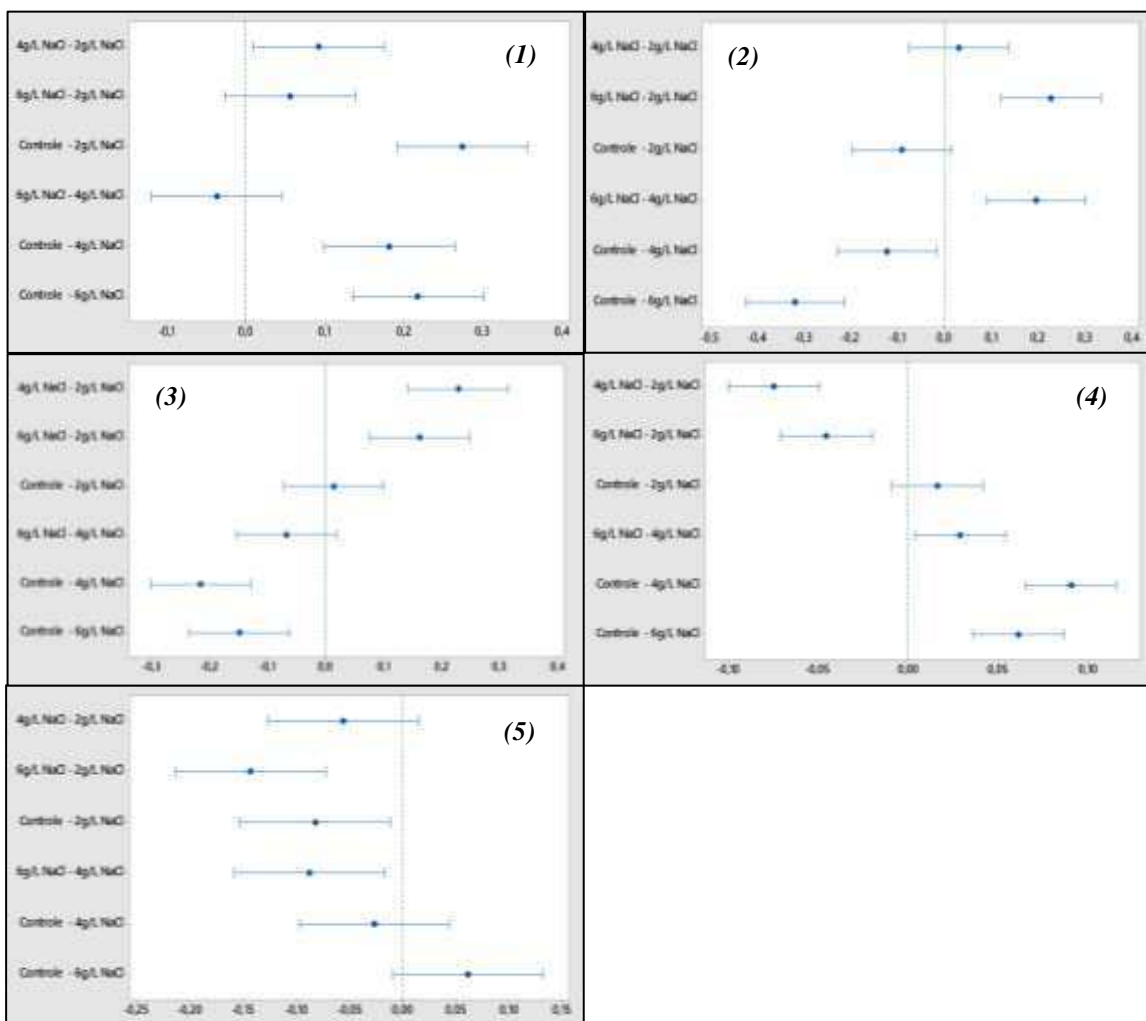 (1)
4g/L NaCl - 2g/L NaCl
6g/L NaCl - 2g/L NaCl
Controle - 2g/L NaCl
6g/L NaCl - 4g/L NaCl
Controle - 4g/L NaCl
Controle - 6g/L NaCl
-0,1 0,0 0,1 0,2 0,3 0,4
(2)
4g/L NaCl - 2g/L NaCl
6g/L NaCl - 2g/L NaCl
Controle - 2g/L NaCl
6g/L NaCl - 4g/L NaCl
Controle - 4g/L NaCl
Controle - 6g/L NaCl
-0,5 -0,4 -0,3 -0,2 -0,1 0,0 0,1 0,2 0,3 0,4
(3)
4g/L NaCl - 2g/L NaCl
6g/L NaCl - 2g/L NaCl
Controle - 2g/L NaCl
6g/L NaCl - 4g/L NaCl
Controle - 4g/L NaCl
Controle - 6g/L NaCl
-0,3 -0,2 -0,1 0,0 0,1 0,2 0,3 0,4
(4)
4g/L NaCl - 2g/L NaCl
6g/L NaCl - 2g/L NaCl
Controle - 2g/L NaCl
6g/L NaCl - 4g/L NaCl
Controle - 4g/L NaCl
Controle - 6g/L NaCl
-0,10 -0,05 0,00 0,05 0,10
(5)
4g/L NaCl - 2g/L NaCl
6g/L NaCl - 2g/L NaCl
Controle - 2g/L NaCl
6g/L NaCl - 4g/L NaCl
Controle - 4g/L NaCl
Controle - 6g/L NaCl
-0,25 -0,20 -0,15 -0,10 -0,05 0,00 0,05 0,10 0,15